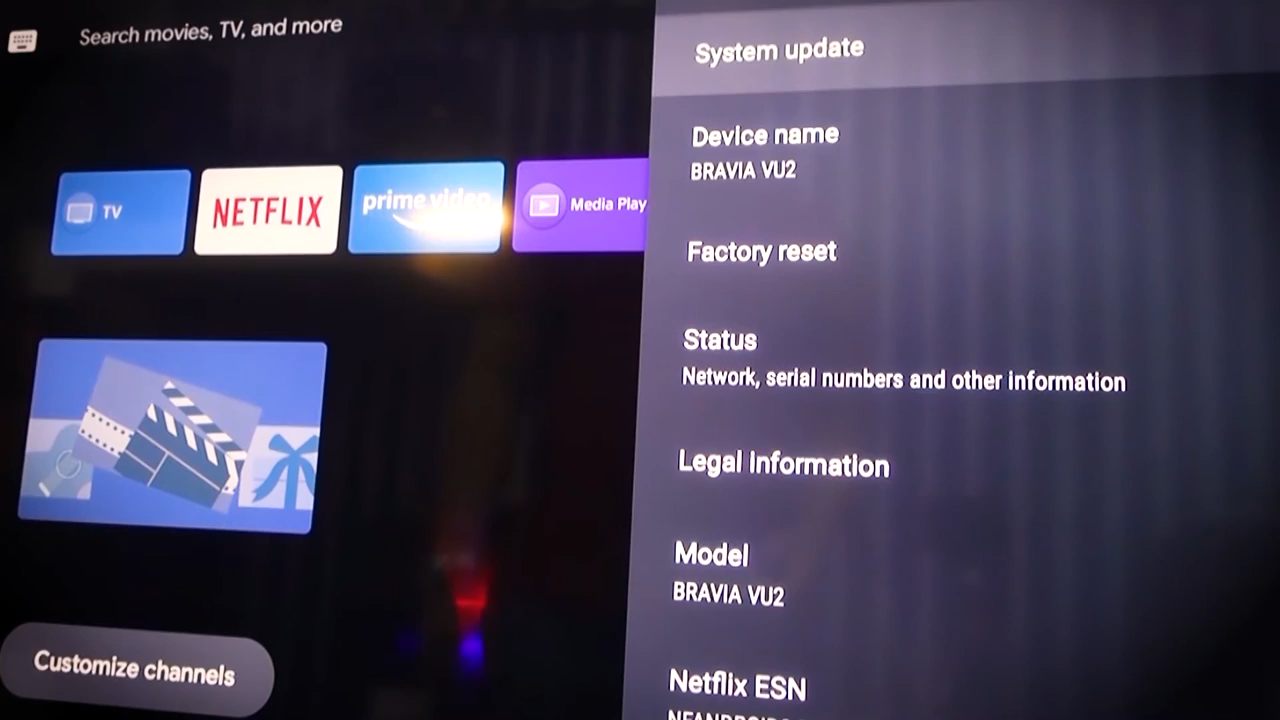 Search movies, TV, and more
TV
NETFLIX
prime video
Media Play
Customize channels
System update
Device name
BRAVIA VU2
Factory reset
Status
Network, serial numbers and other information
Legal information
Model
BRAVIA VU2
Netflix ESN